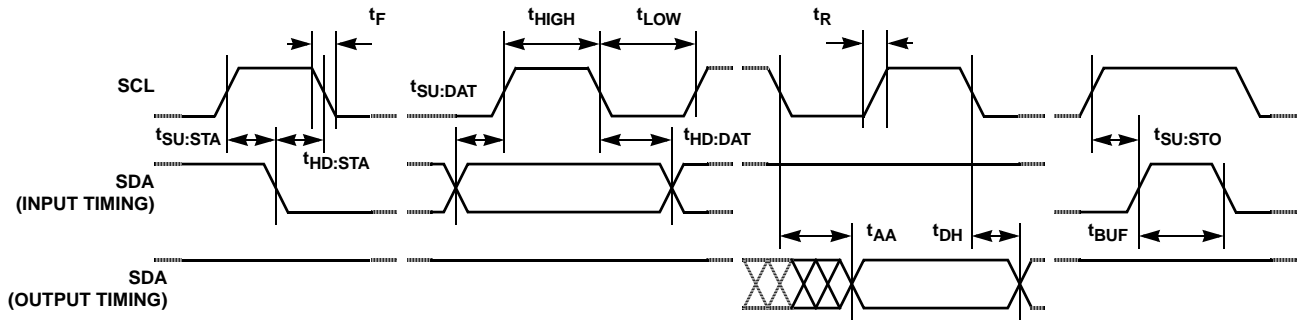 tF
tHIGH
tLOW
tR
SCL
tSU:DAT
tSU:STA
tHD:STA
tHD:DAT
tSU:STO
SDA
(INPUT TIMING)
tAA
tDH
tBUF
SDA
(OUTPUT TIMING)